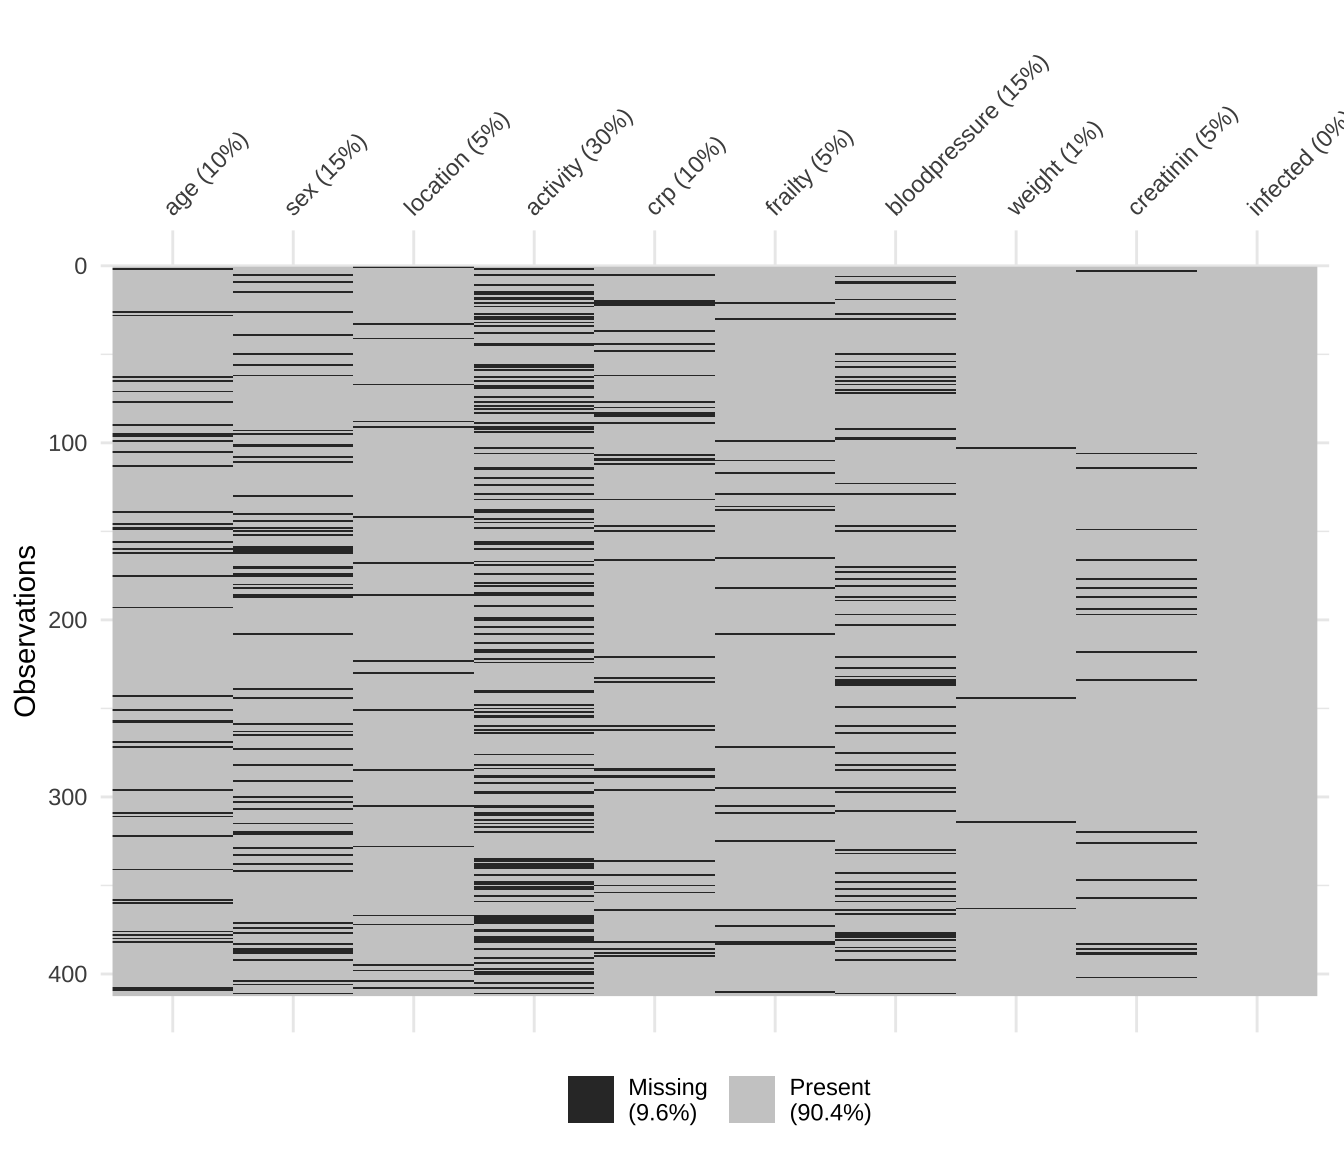 age (10%)
sex (15%)
location (5%)
activity (30%)
crp (10%)
frailty (5%)
bloodpressure (15%)
weight (1%)
creatinin (5%)
infected (0%
Observations
0
100
200
300
400
Missing
(9.6%)
Present
(90.4%)